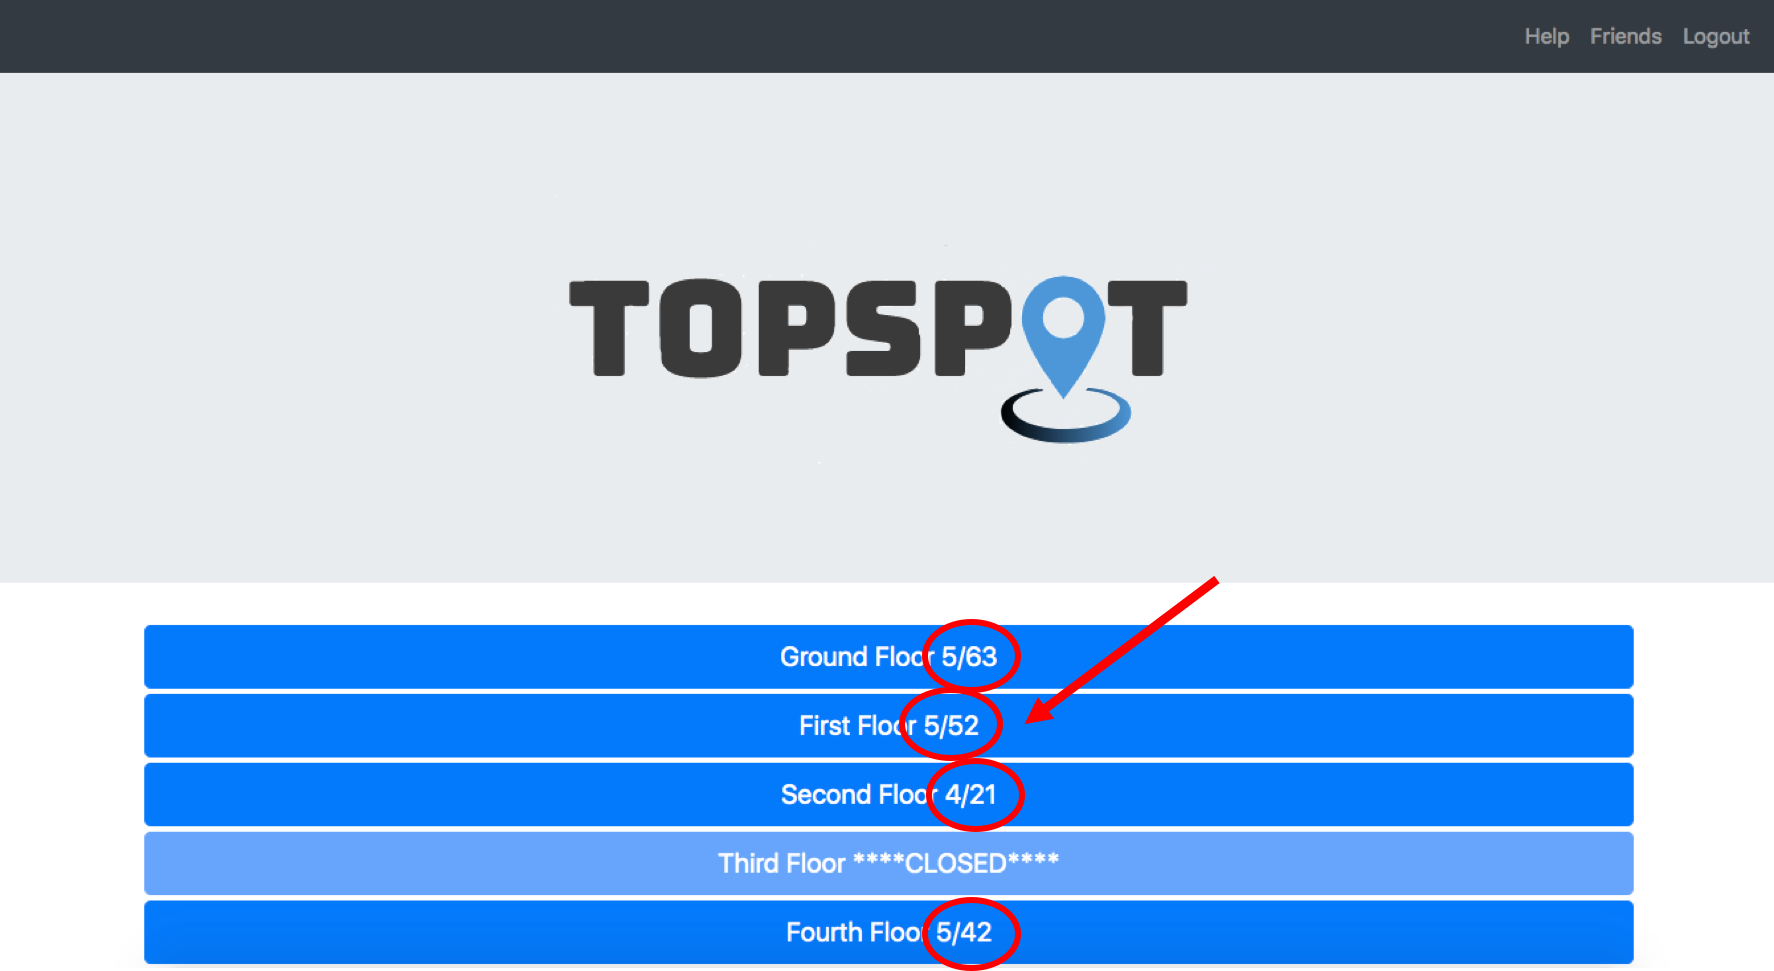 Help Friends Logout
TOPSPOT
Ground Floor 5/63
First Floor 5/52
Second Floor 4/21
Third Floor ****CLOSED****
Fourth Floor 5/42